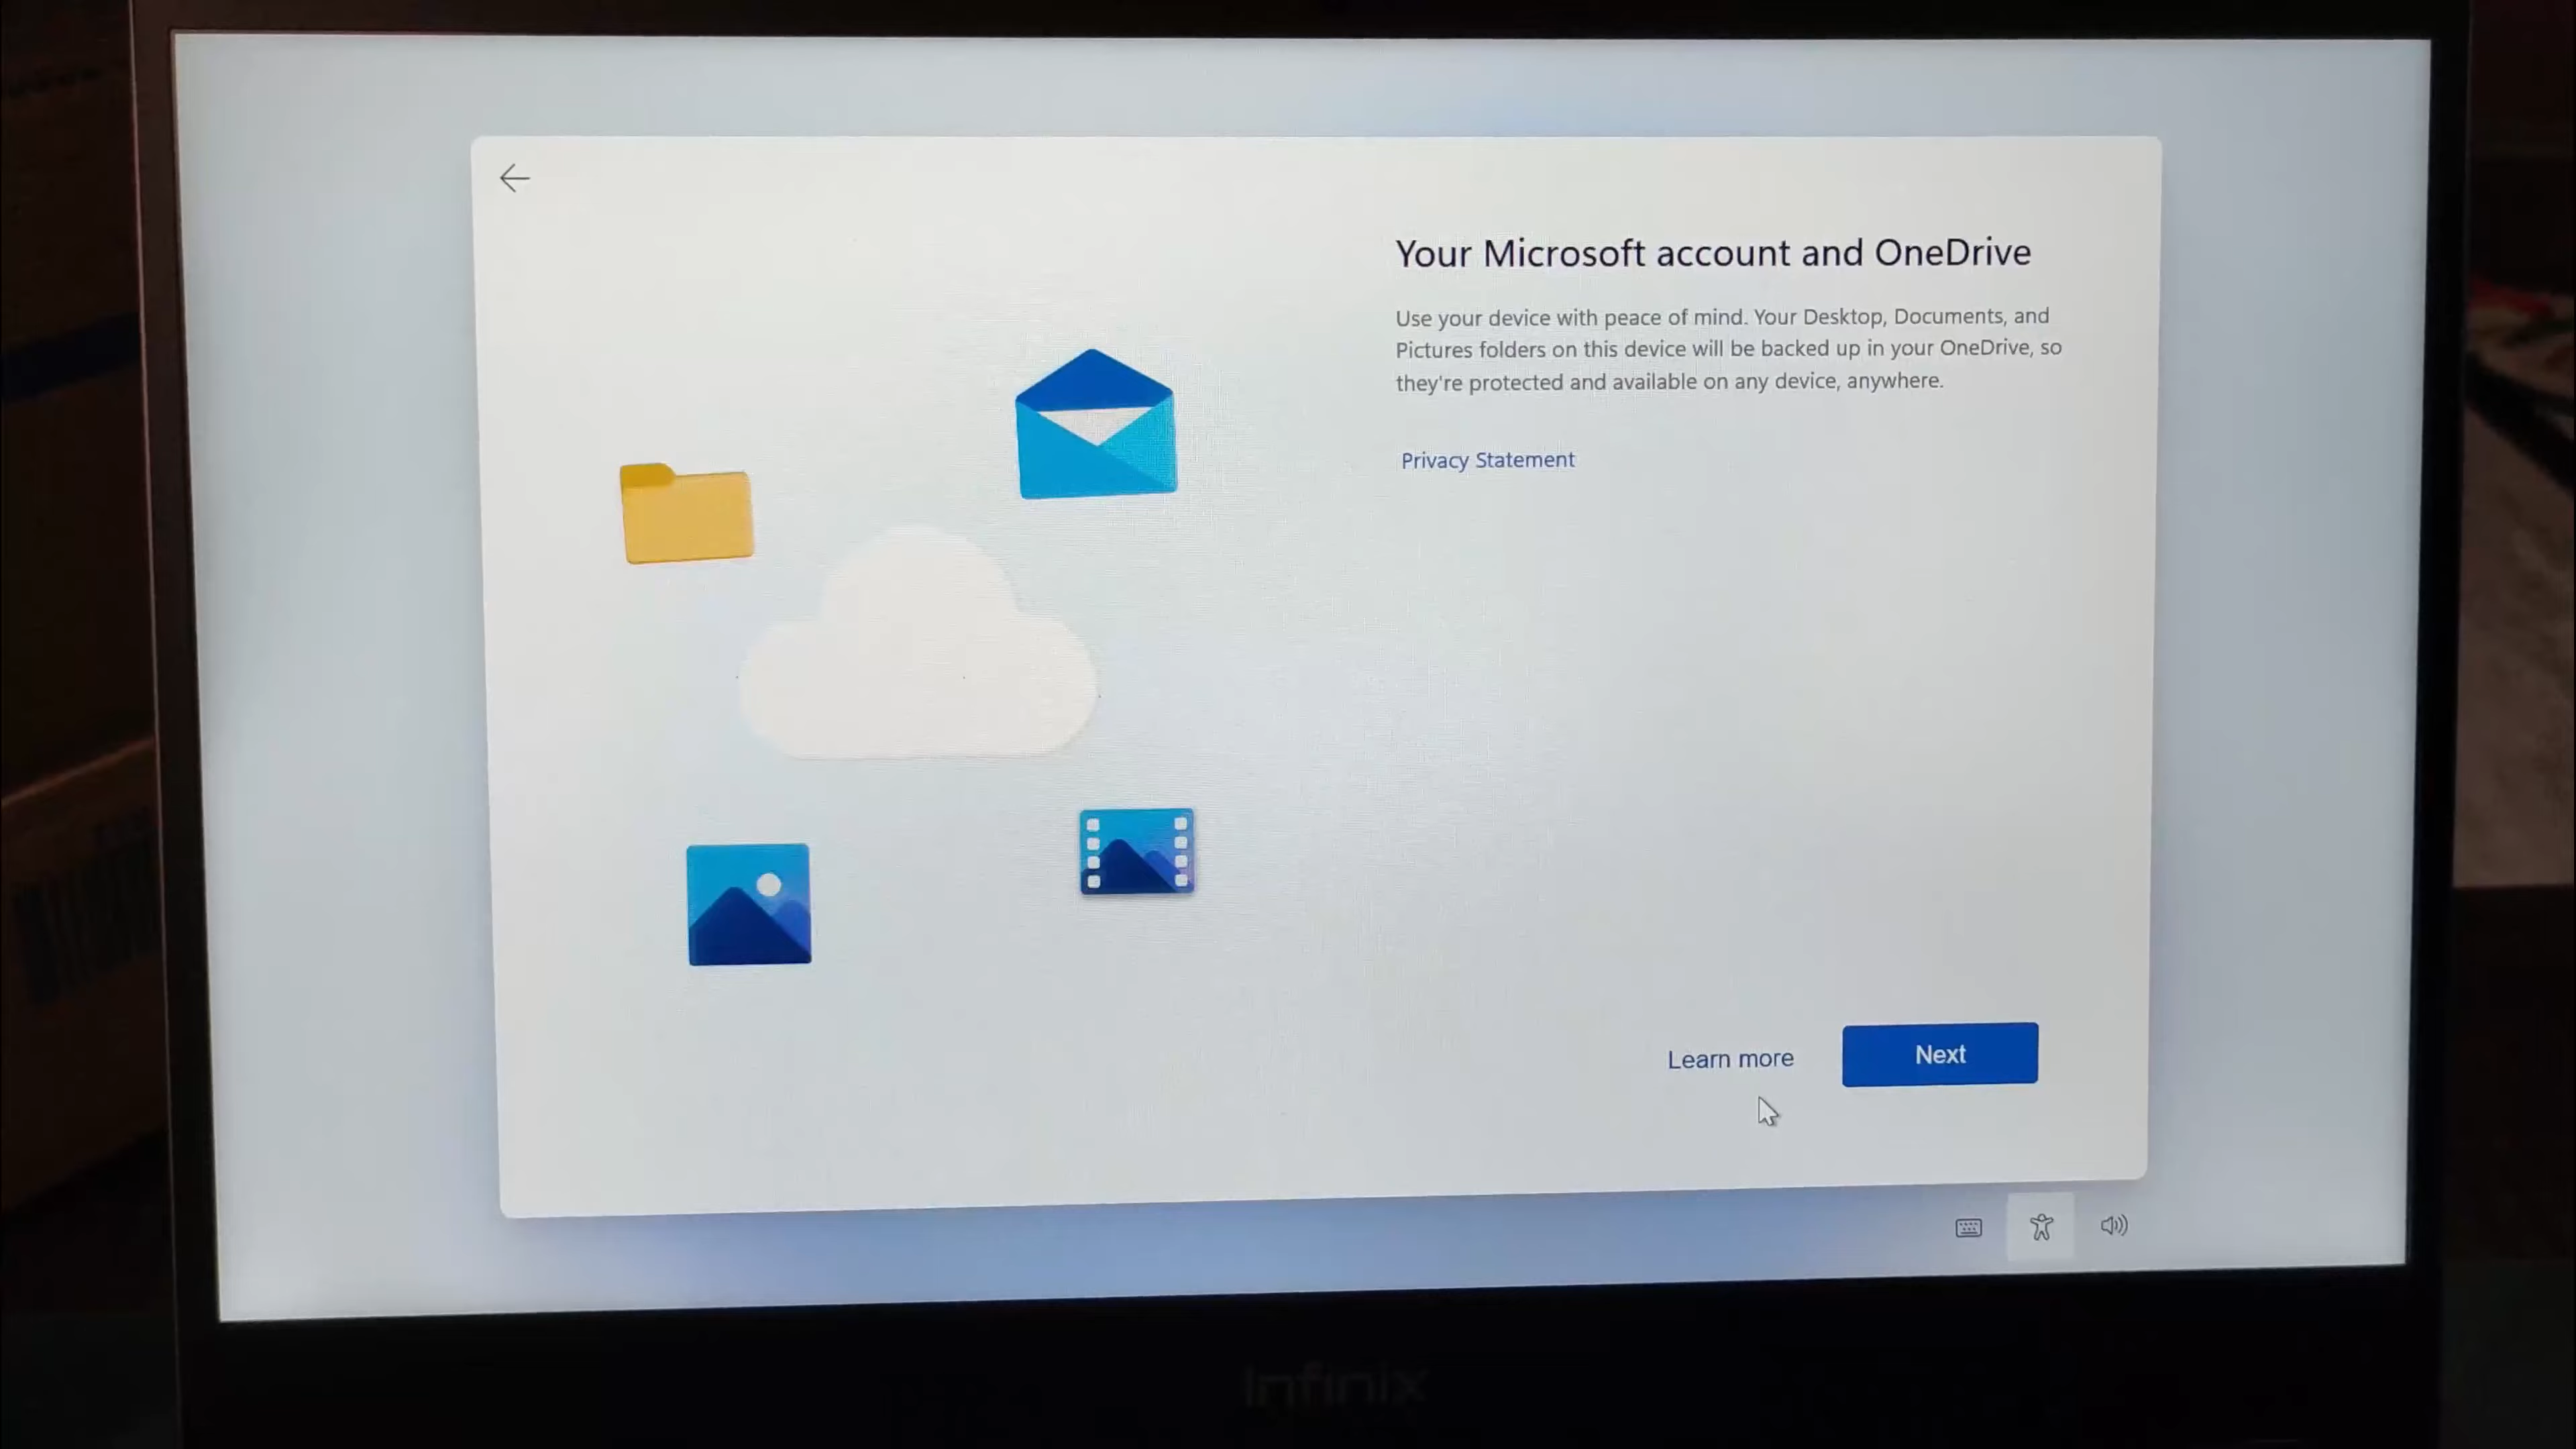 Your Microsoft account and OneDrive
Use your device with peace of mind. Your Desktop, Documents, and
Pictures folders on this device will be backed up in your OneDrive, so
they're protected and available on any device, anywhere.
Privacy Statement
Learn more
Next
Infinix